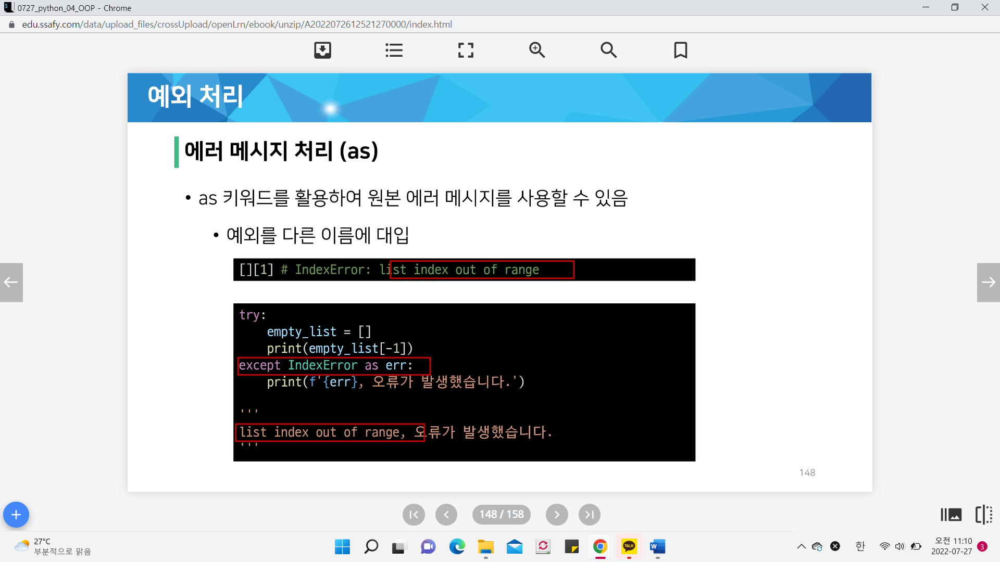 0727_python_04_OOP - Chrome
edu.ssafy.com/data/upload_files/crossUpload/openLrn/ebook/unzip/A2022072612521270000/index.html
예외 처리
에러 메시지 처리 (as)
• as 키워드를 활용하여 원본 에러 메시지를 사용할 수 있음
• 예외를 다른 이름에 대입
[][1] # IndexError: list index out of range
try:
    empty_list = []
    print(empty_list[-1])
except IndexError as err:
    print(f'{err}, 오류가 발생했습니다.')
'''
list index out of range, 오류가 발생했습니다.
'''
148
148 / 158
27°C
부분적으로 맑음
TALK
W
한
오전 11:10
2022-07-27
3